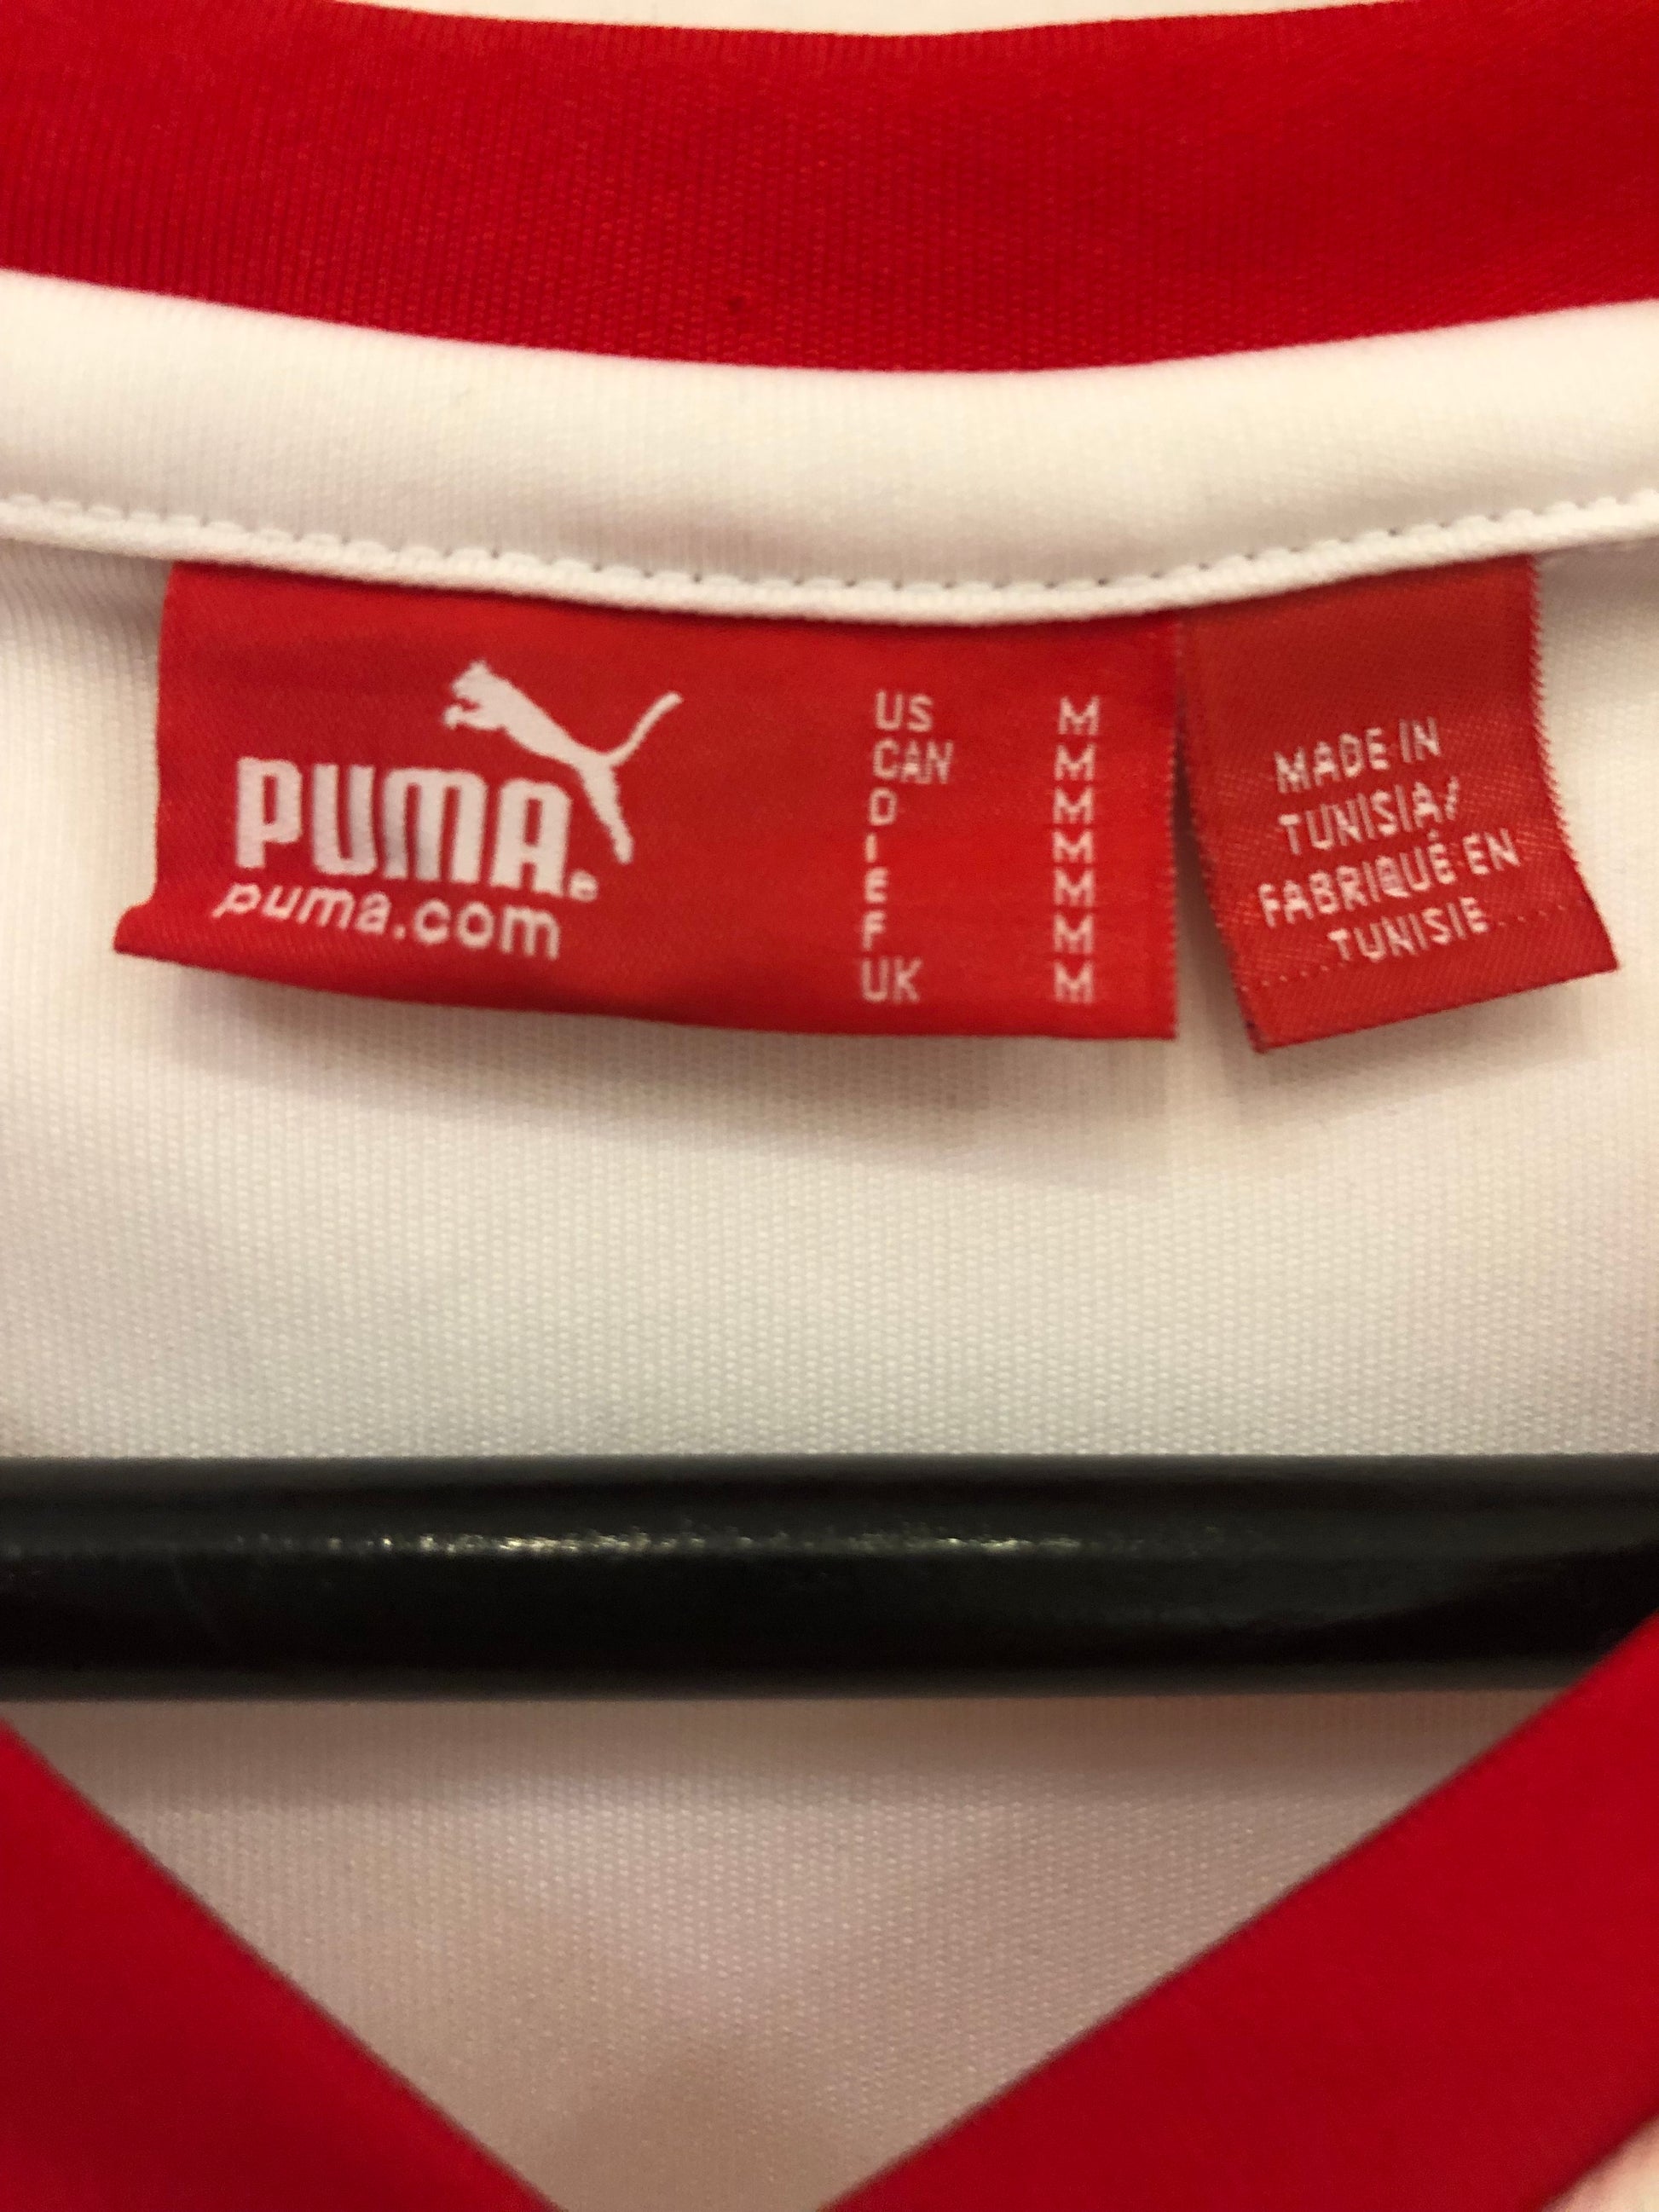 PUMA®
puma.com
US M
CAN M
D M
I M
E M
F M
UK M
MADE IN
TUNISIA/
FABRIQUÉ EN
TUNISIE